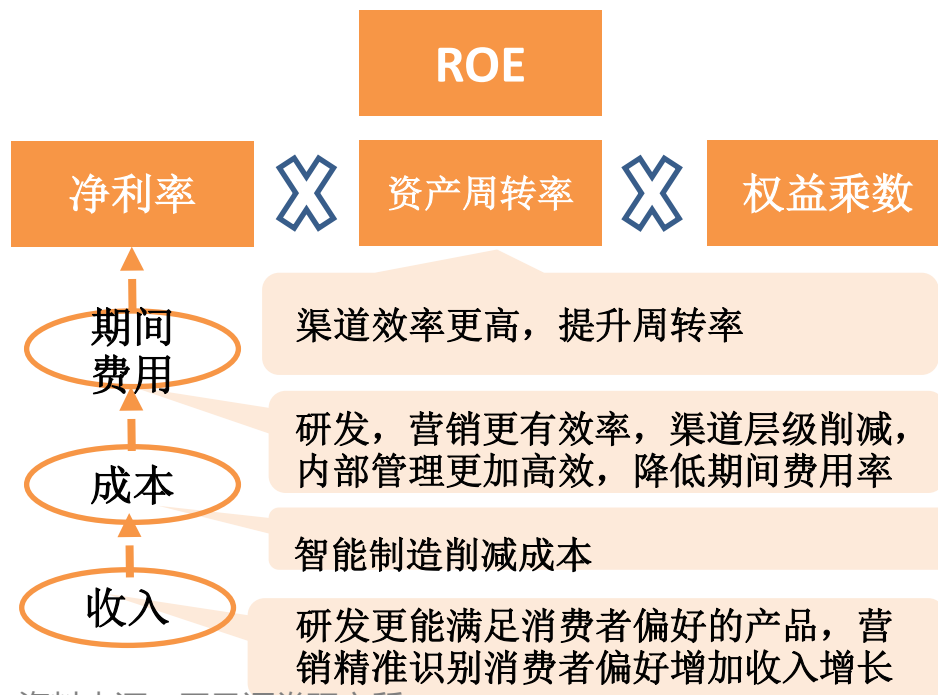 ROE
净利率
资产周转率
权益乘数
期间
费用
渠道效率更高，提升周转率
研发，营销更有效率，渠道层级削减，
内部管理更加高效，降低期间费用率
成本
智能制造削减成本
收入
研发更能满足消费者偏好的产品，营
销精准识别消费者偏好增加收入增长